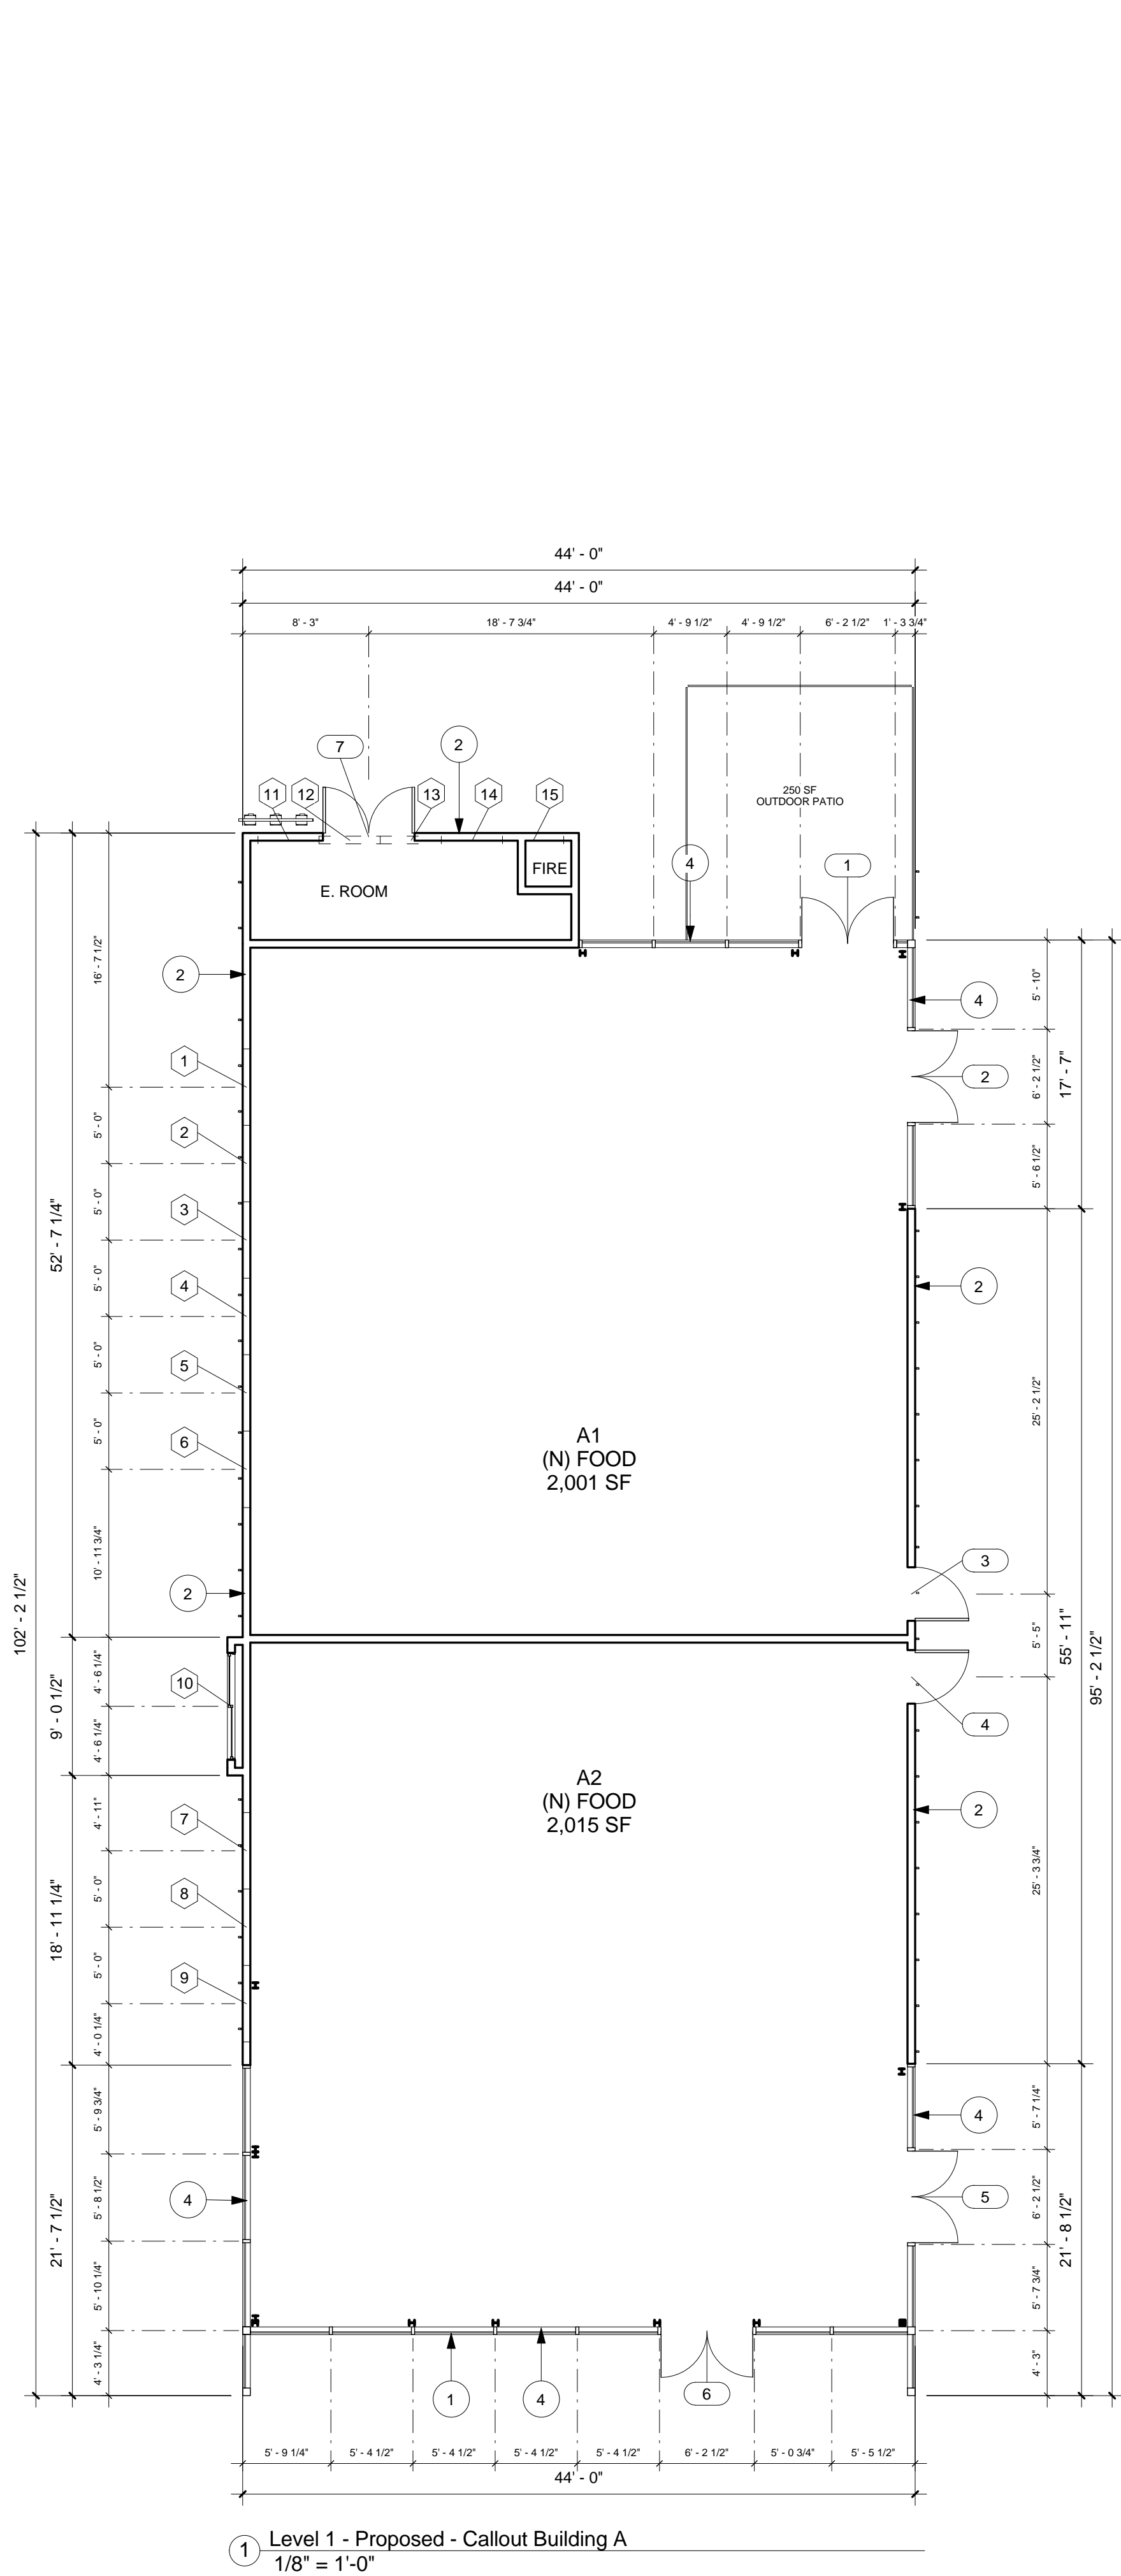 44' - 0"
44' - 0"
8' - 3"
18' - 7 3/4"
4' - 9 1/2"
4' - 9 1/2"
6' - 2 1/2"
1' - 3 3/4"
7
2
11
12
13
14
15
250 SF
OUTDOOR PATIO
4
1
FIRE
E. ROOM
2
1
2
3
4
5
6
2
10
7
8
9
4
16' - 7 1/2"
5' - 0"
5' - 0"
5' - 0"
5' - 0"
5' - 0"
10' - 11 3/4"
4' - 6 1/4"
4' - 6 1/4"
4' - 11"
5' - 0"
5' - 0"
4' - 0 1/4"
5' - 9 3/4"
5' - 8 1/2"
5' - 10 1/4"
4' - 3 1/4"
52' - 7 1/4"
9' - 0 1/2"
18' - 11 1/4"
21' - 7 1/2"
102' - 2 1/2"
A1
(N) FOOD
2,001 SF
A2
(N) FOOD
2,015 SF
4
2
2
3
4
2
4
5
5' - 10"
6' - 2 1/2"
5' - 6 1/2"
25' - 2 1/2"
5' - 5"
25' - 3 3/4"
5' - 7 1/4"
6' - 2 1/2"
5' - 7 3/4"
4' - 3"
17' - 7"
55' - 11"
21' - 8 1/2"
95' - 2 1/2"
1
4
6
5' - 9 1/4"
5' - 4 1/2"
5' - 4 1/2"
5' - 4 1/2"
5' - 4 1/2"
6' - 2 1/2"
5' - 0 3/4"
5' - 5 1/2"
44' - 0"
1
Level 1 - Proposed - Callout Building A
1/8" = 1'-0"